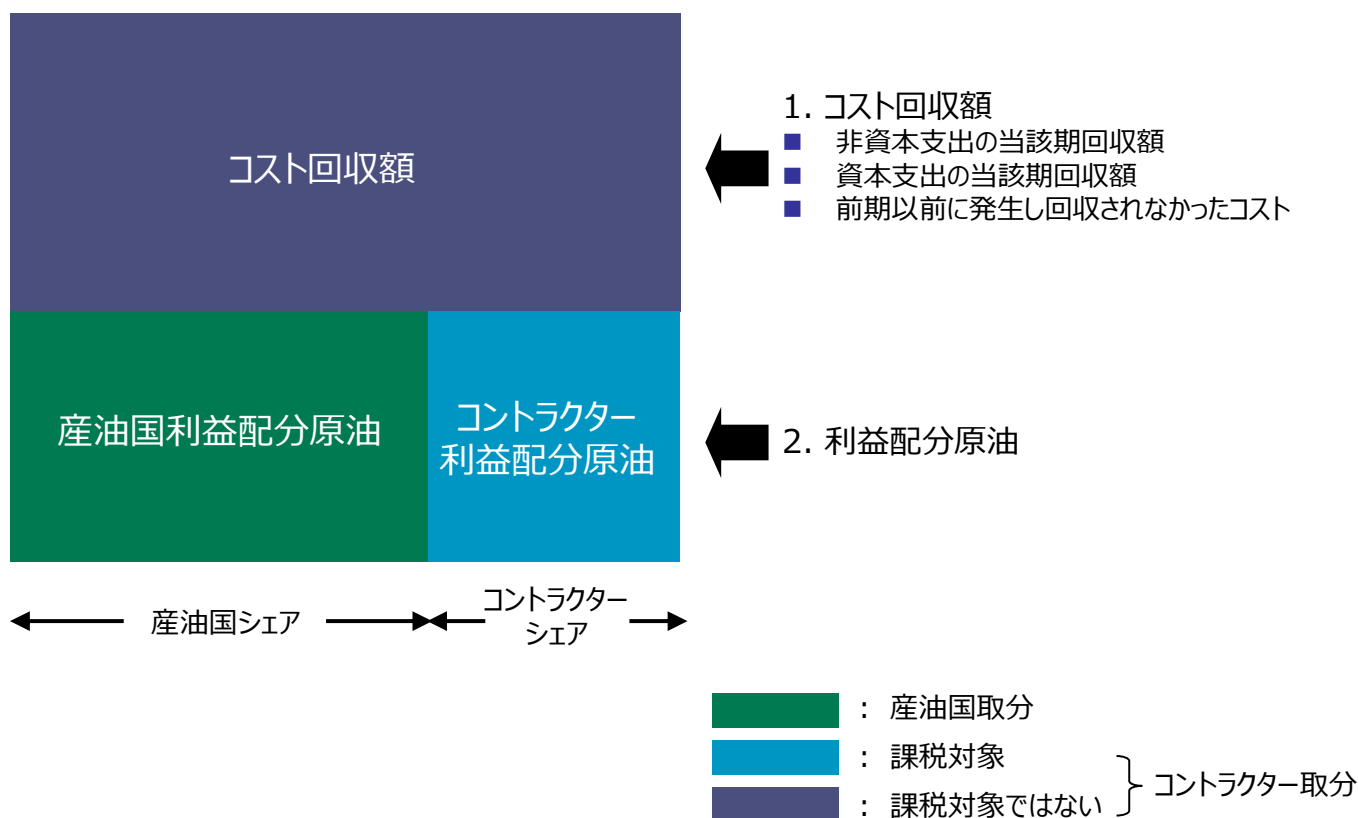 コスト回収額
1. コスト回収額
■ 非資本支出の当該期回収額
■ 資本支出の当該期回収額
■ 前期以前に発生し回収されなかったコスト
産油国利益配分原油
コントラクター
利益配分原油
2. 利益配分原油
産油国シェア
コントラクター
シェア
: 産油国取分
: 課税対象
: 課税対象ではない
コントラクター取分